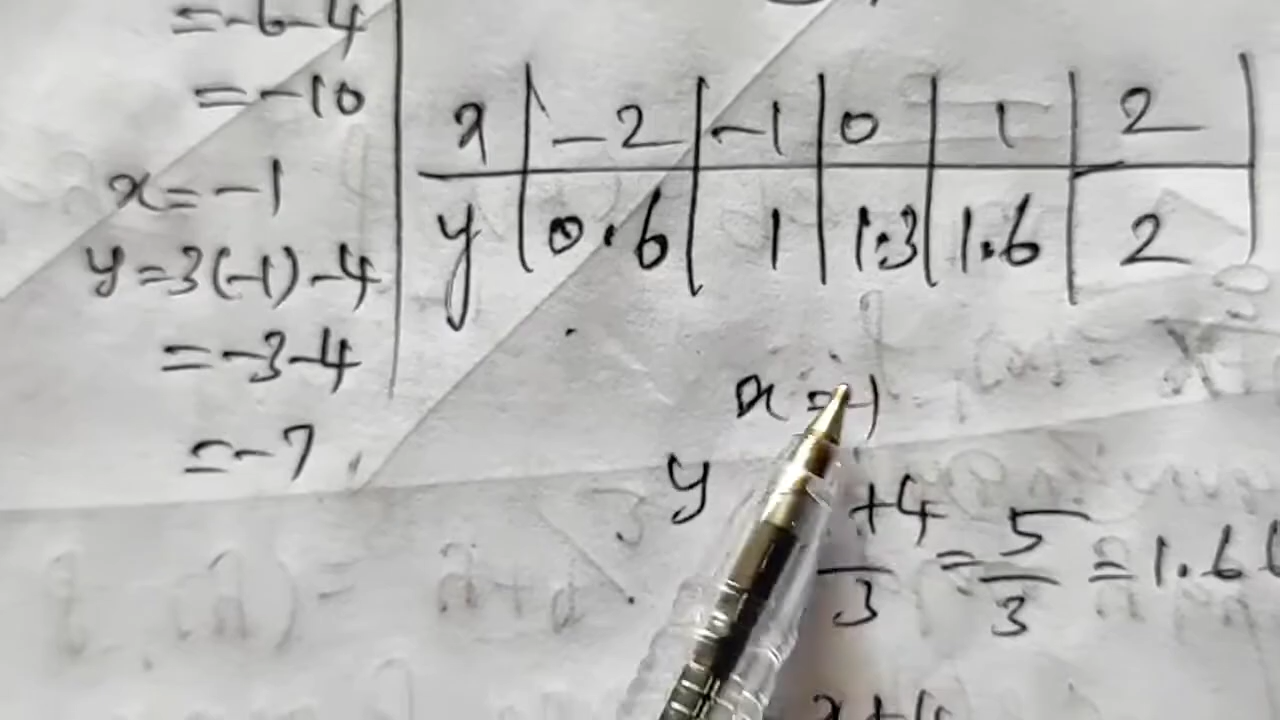 =-6-4
=-10
x=-1
y=3(-1)-4
=-3-4
=-7
x | -2 | -1 | 0 | 1 | 2
y | 0.6 | 1 | 1.3 | 1.6 | 2
x =
y +4/3 = 5/3 = 1.6
x+4